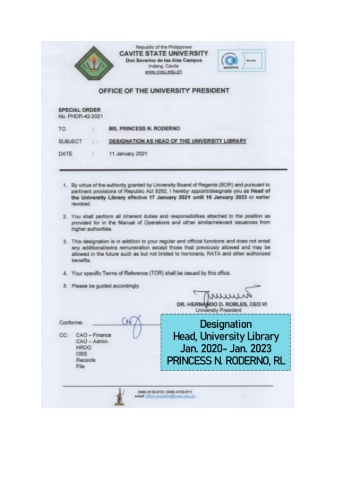 Republic of the Philippines
CAVITE STATE UNIVERSITY
Don Severino de las Alas Campus
Indang, Cavite
www.cvsu.edu.ph
OFFICE OF THE UNIVERSITY PRESIDENT
SPECIAL ORDER
No. PHDR-42-2021
TO : MS. PRINCESS N. RODERNO
SUBJECT : DESIGNATION AS HEAD OF THE UNIVERSITY LIBRARY
DATE : 11 January 2021
1. By virtue of the authority granted by University Board of Regents (BOR) and pursuant to
pertinent provisions of Republic Act 8292, I hereby appoint/designate you as Head of
the University Library effective 17 January 2021 until 16 January 2023 or earlier
revoked.
2. You shall perform all inherent duties and responsibilities attached to the position as
provided for in the Manual of Operations and other similar/relevant issuances from
higher authorities.
3. This designation is in addition to your regular and official functions and does not entail
any additional/extra remuneration except those that previously allowed and may be
allowed in the future such as but not limited to honoraria, RATA and other authorized
benefits.
4. Your specific Terms of Reference (TOR) shall be issued by this office.
5. Please be guided accordingly.
DR. HERNANDO D. ROBLES, CEO VI
University President
Conforme:
CC: CAO – Finance
CAO – Admin.
HRDO
OBS
Records
File
Designation
Head, University Library
Jan. 2020- Jan. 2023
PRINCESS N. RODERNO, RL